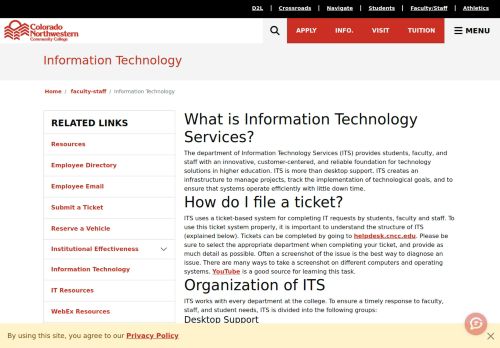 D2L | Crossroads | Navigate | Students | Faculty/Staff | Athletics
Colorado
Northwestern
Community College
APPLY INFO. VISIT TUITION MENU
Information Technology
Home / faculty-staff / Information Technology
RELATED LINKS
Resources
Employee Directory
Employee Email
Submit a Ticket
Reserve a Vehicle
Institutional Effectiveness
Information Technology
IT Resources
WebEx Resources
What is Information Technology
Services?
The department of Information Technology Services (ITS) provides students, faculty, and
staff with an innovative, customer-centered, and reliable foundation for technology
solutions in higher education. ITS is more than desktop support, ITS creates an
infrastructure to manage projects, track the implementation of technological goals, and to
ensure that systems operate efficiently with little down time.
How do I file a ticket?
ITS uses a ticket-based system for completing IT requests by students, faculty and staff. To
use this ticket system properly, it is important to understand the structure of ITS
(explained below). Tickets can be completed by going to helpdesk.cncc.edu. Please be
sure to select the appropriate department when completing your ticket, and provide as
much detail as possible. Often a screenshot of the issue is the best way to diagnose an
issue. There are many ways to take a screenshot on different computers and operating
systems. YouTube is a good source for learning this task.
Organization of ITS
ITS works with every department at the college. To ensure a timely response to faculty,
staff, and student needs, ITS is divided into the following groups:
Desktop Support
By using this site, you agree to our Privacy Policy
×